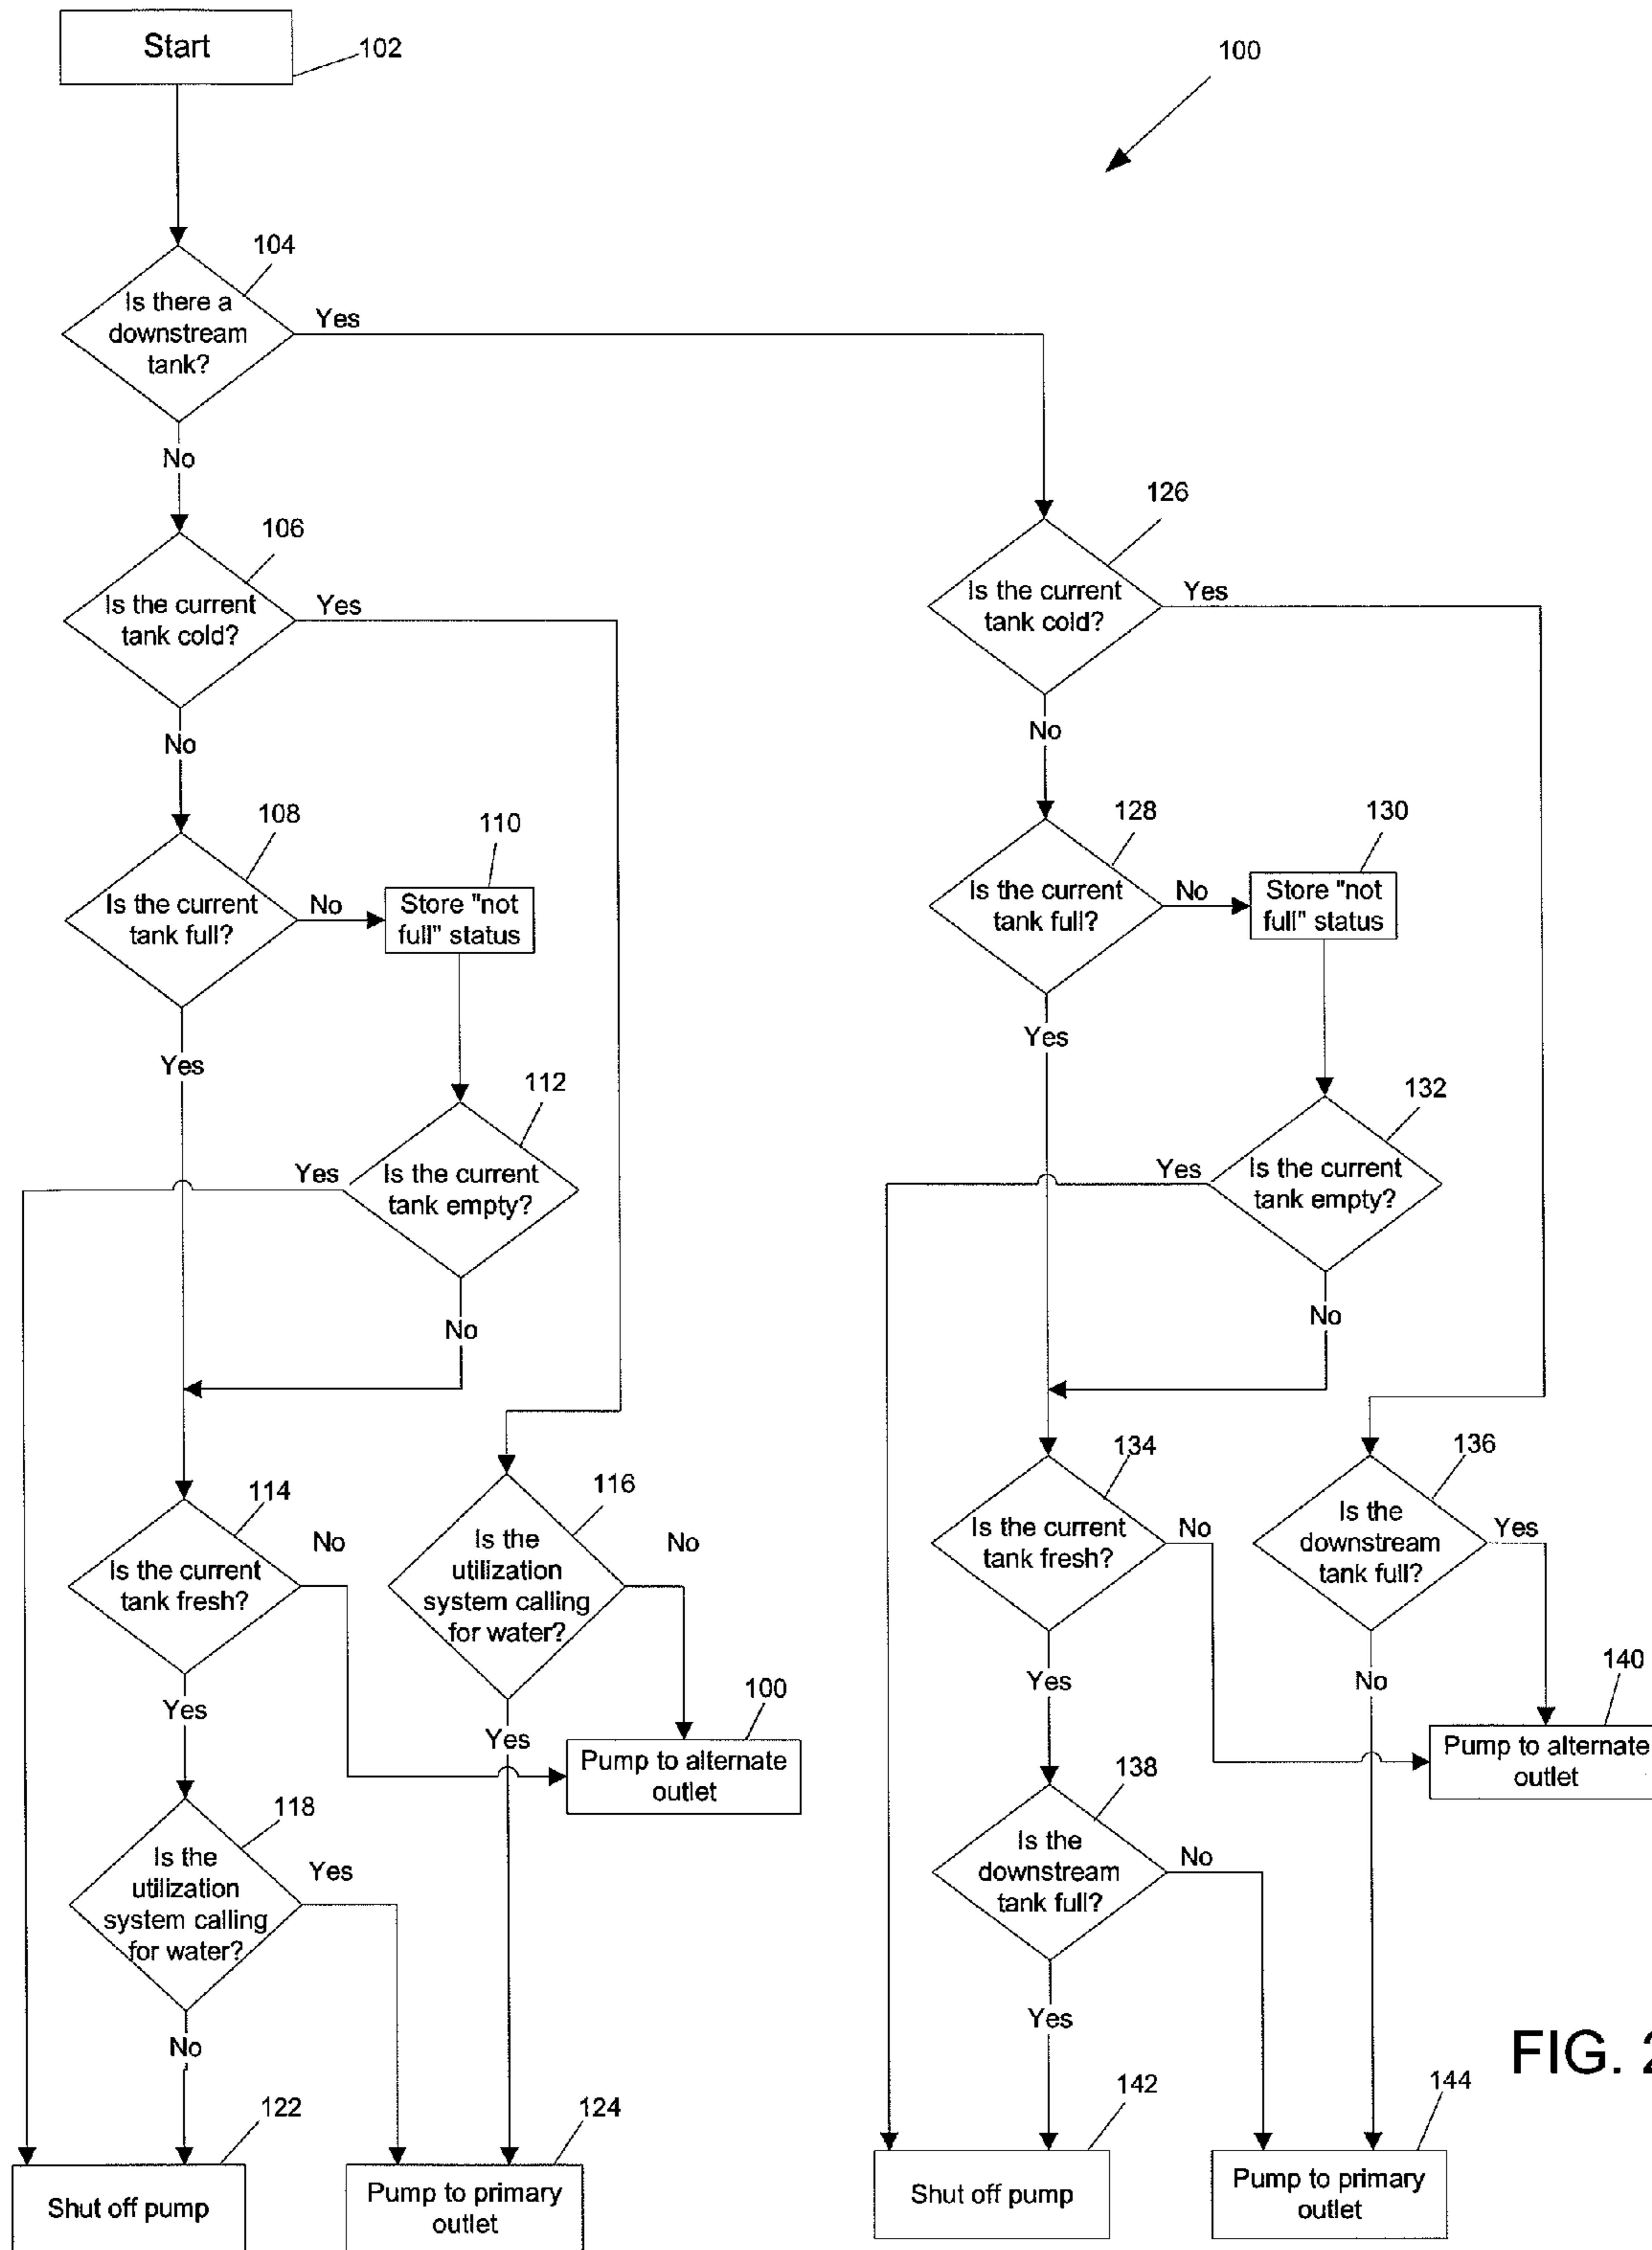 Start
102
100
104
Is there a
downstream
tank?
Yes
No
106
Is the current
tank cold?
Yes
No
126
Is the current
tank cold?
Yes
No
108
Is the current
tank full?
No
Yes
110
Store "not
full" status
128
Is the current
tank full?
No
Yes
130
Store "not
full" status
112
Is the current
tank empty?
Yes
No
132
Is the current
tank empty?
Yes
No
114
Is the current
tank fresh?
No
Yes
116
Is the
utilization
system calling
for water?
No
Yes
100
Pump to alternate
outlet
134
Is the current
tank fresh?
No
Yes
136
Is the
downstream
tank full?
Yes
No
140
Pump to alternate
outlet
118
Is the
utilization
system calling
for water?
Yes
No
138
Is the
downstream
tank full?
No
Yes
122
Shut off pump
124
Pump to primary
outlet
142
Shut off pump
144
Pump to primary
outlet
FIG. 2